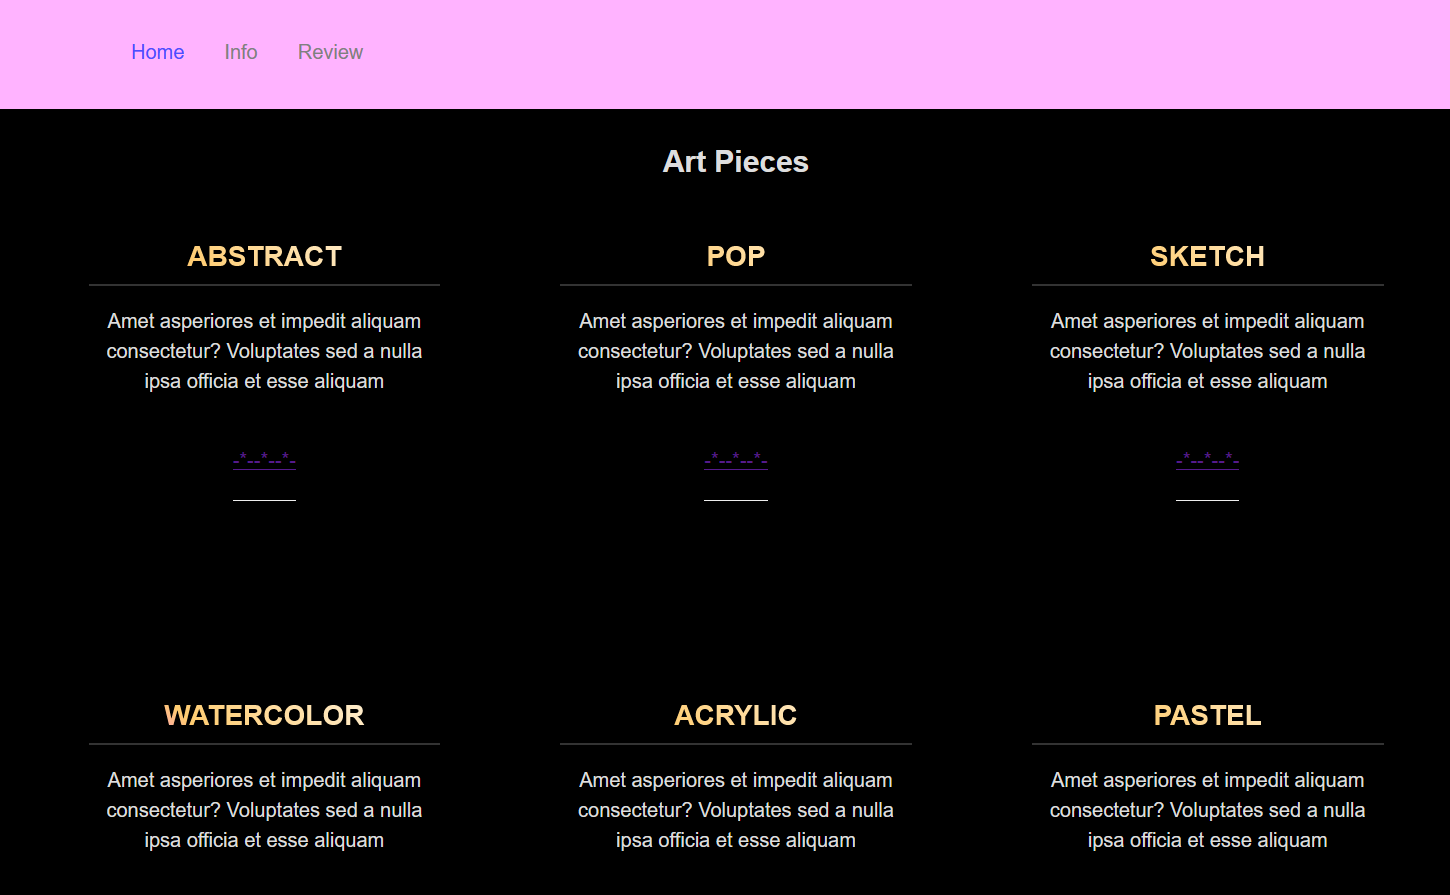 Home Info Review
Art Pieces
ABSTRACT
Amet asperiores et impedit aliquam
consectetur? Voluptates sed a nulla
ipsa officia et esse aliquam
-*--*--*-
POP
Amet asperiores et impedit aliquam
consectetur? Voluptates sed a nulla
ipsa officia et esse aliquam
-*--*--*-
SKETCH
Amet asperiores et impedit aliquam
consectetur? Voluptates sed a nulla
ipsa officia et esse aliquam
-*--*--*-
WATERCOLOR
Amet asperiores et impedit aliquam
consectetur? Voluptates sed a nulla
ipsa officia et esse aliquam
ACRYLIC
Amet asperiores et impedit aliquam
consectetur? Voluptates sed a nulla
ipsa officia et esse aliquam
PASTEL
Amet asperiores et impedit aliquam
consectetur? Voluptates sed a nulla
ipsa officia et esse aliquam